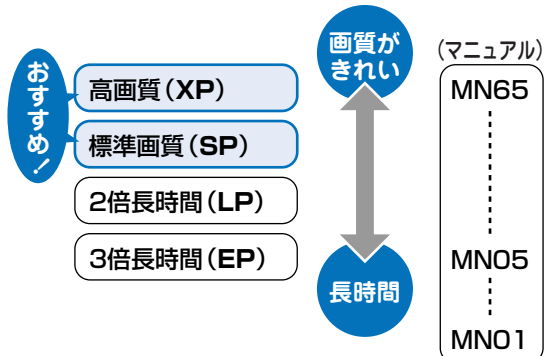 おすすめ！
高画質（XP）
標準画質（SP）
2倍長時間（LP）
3倍長時間（EP）
画質が
きれい
長時間
（マニュアル）
MN65
MN05
MN01